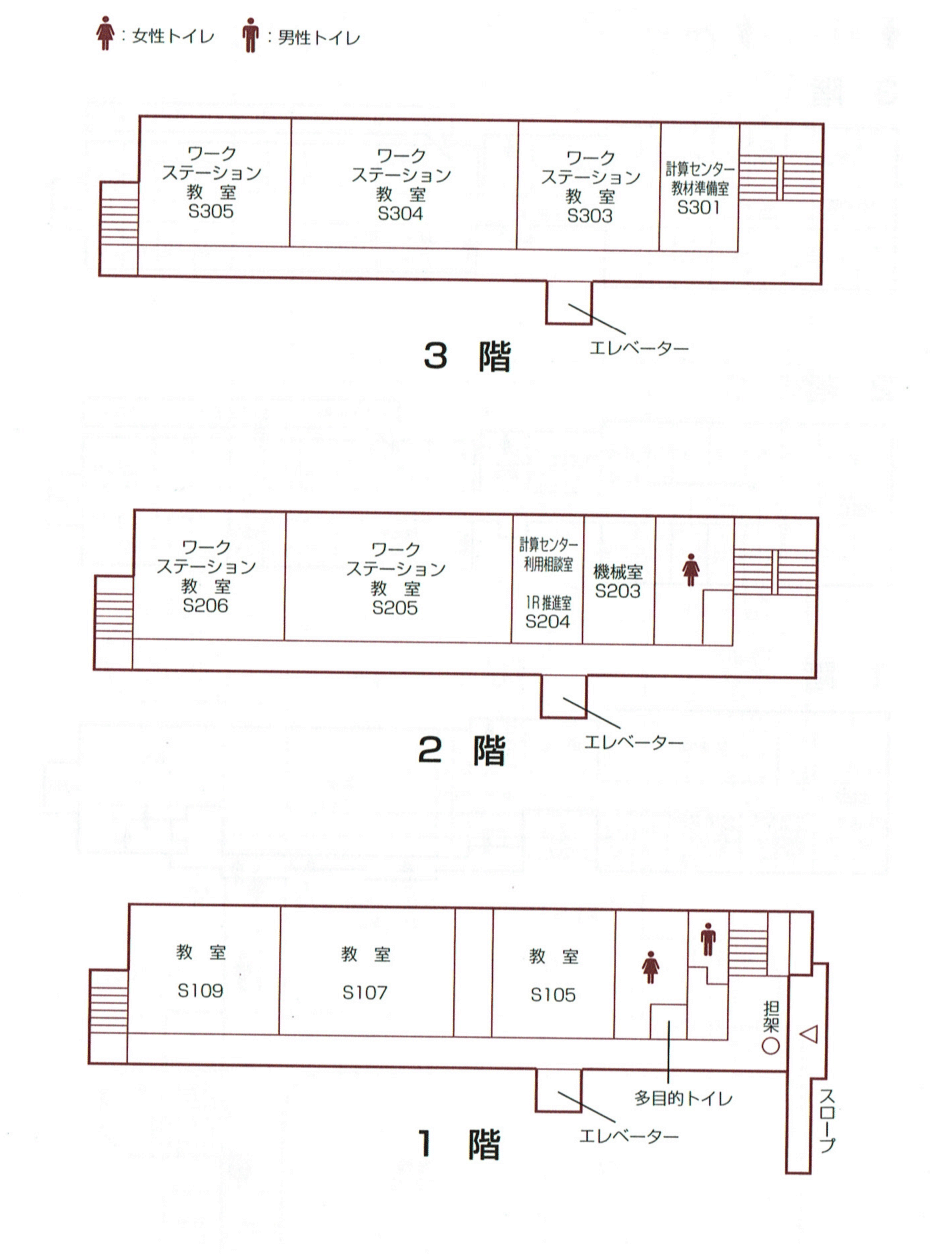 ：女性トイレ　：男性トイレ
ワーク
ステーション
教　室
S305
ワーク
ステーション
教　室
S304
ワーク
ステーション
教　室
S303
計算センター
教材準備室
S301
エレベーター
3　階
ワーク
ステーション
教　室
S206
ワーク
ステーション
教　室
S205
計算センター
利用相談室
1R推進室
S204
機械室
S203
エレベーター
2　階
教　室
S109
教　室
S107
教　室
S105
担架
多目的トイレ
スロープ
エレベーター
1　階